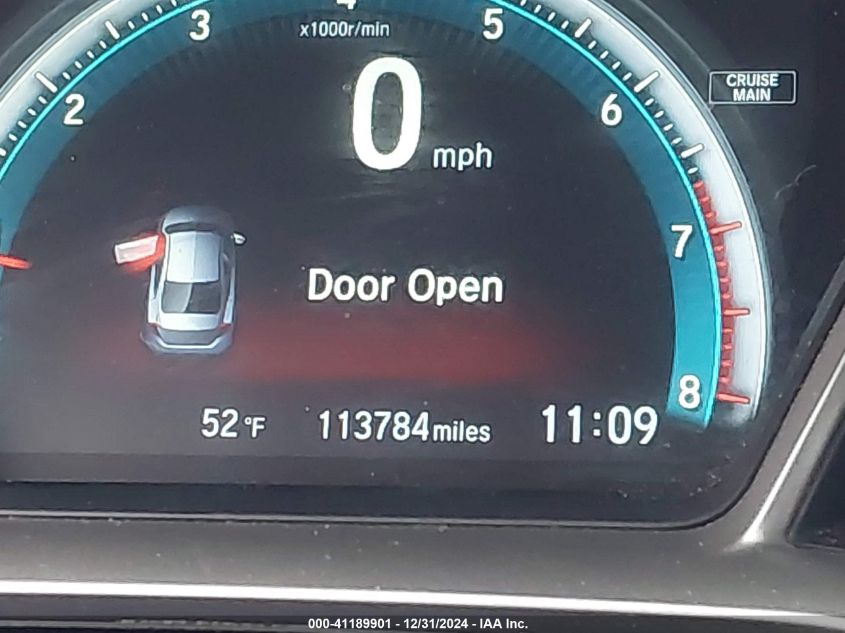 4
3 5
x1000r/min
CRUISE
MAIN
2 0 mph 6
7
Door Open
8
52°F 113784miles 11:09
000-41189901 - 12/31/2024 - IAA Inc.